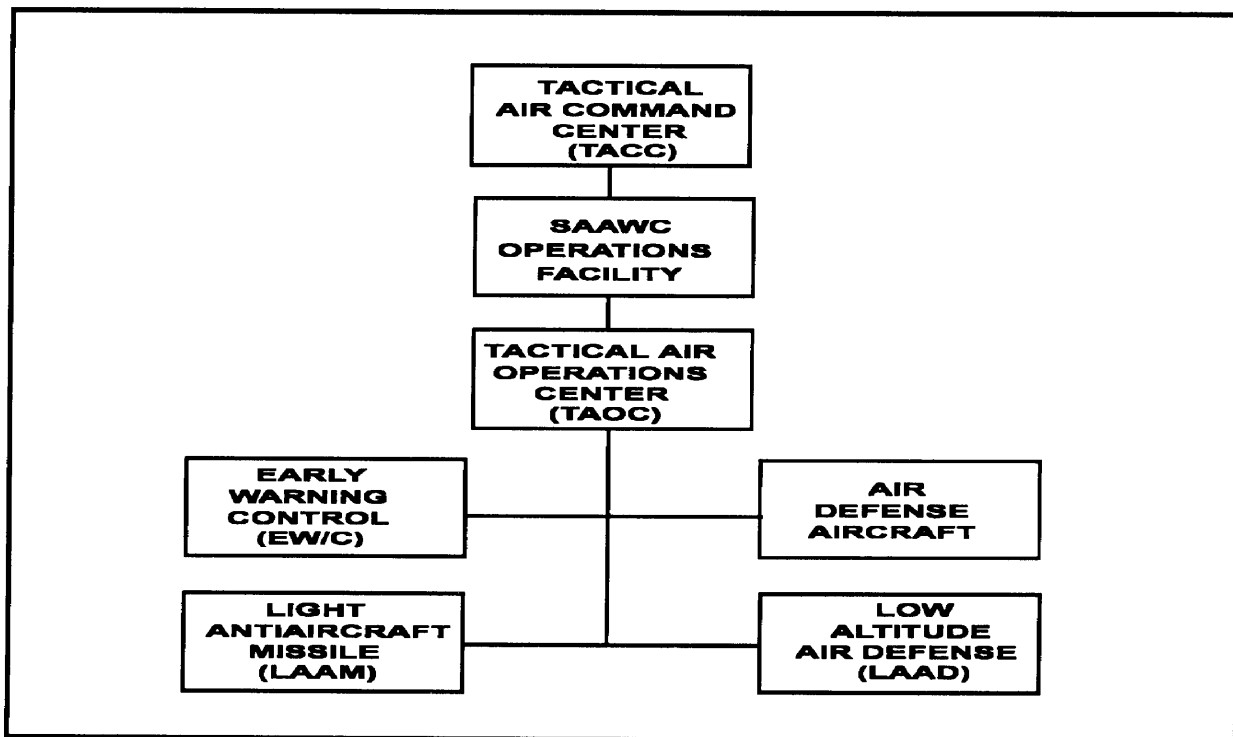 TACTICAL
AIR COMMAND
CENTER
(TACC)
SAAWC
OPERATIONS
FACILITY
TACTICAL AIR
OPERATIONS
CENTER
(TAOC)
EARLY
WARNING
CONTROL
(EW/C)
AIR
DEFENSE
AIRCRAFT
LIGHT
ANTIAIRCRAFT
MISSILE
(LAAM)
LOW
ALTITUDE
AIR DEFENSE
(LAAD)